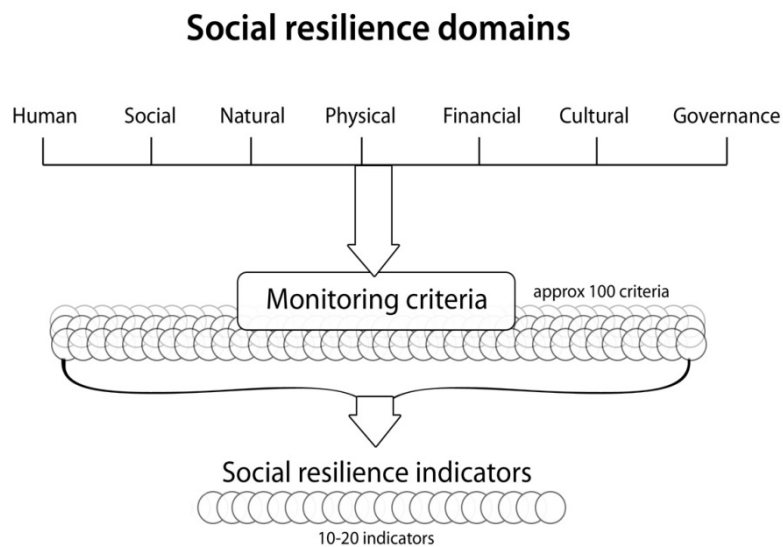 Social resilience domains
Human Social Natural Physical Financial Cultural Governance
Monitoring criteria
approx 100 criteria
Social resilience indicators
10-20 indicators